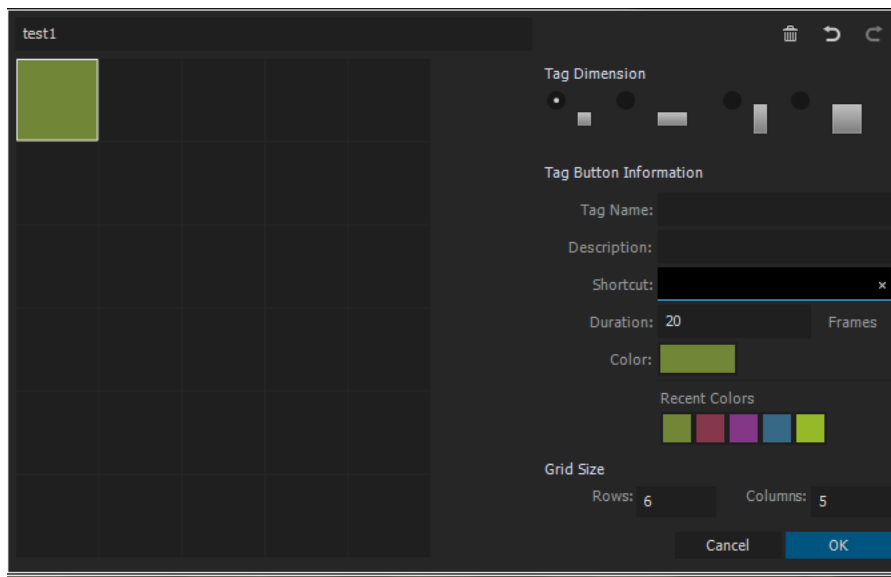 test1
Tag Dimension
Tag Button Information
Tag Name:
Description:
Shortcut:
Duration: 20 Frames
Color:
Recent Colors
Grid Size
Rows: 6 Columns: 5
Cancel OK